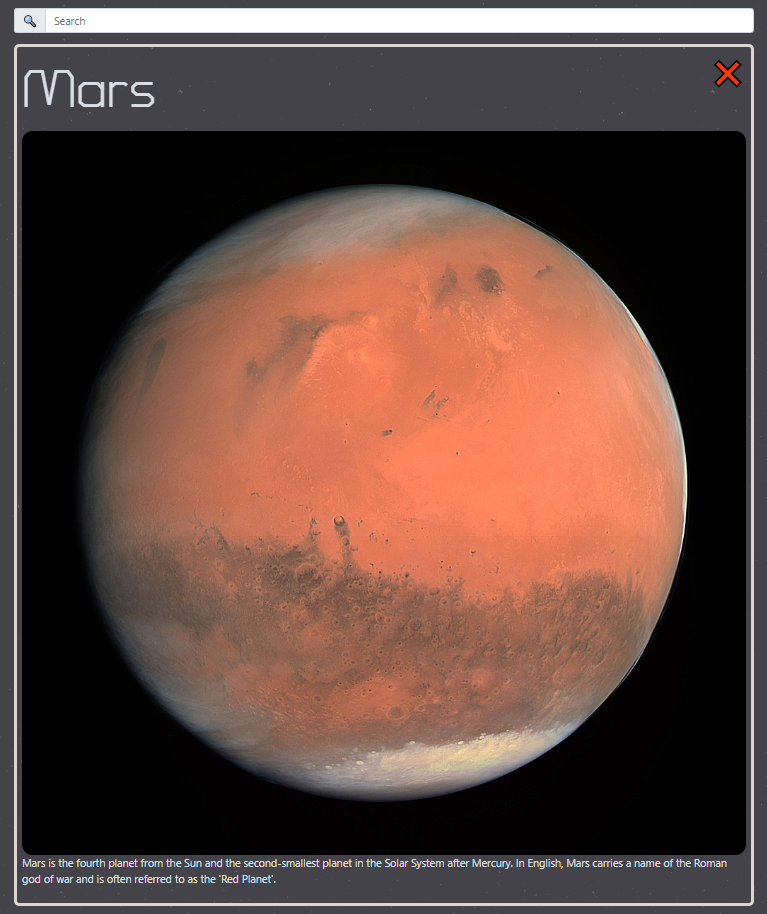 Search
Mars
Mars is the fourth planet from the Sun and the second-smallest planet in the Solar System after Mercury. In English, Mars carries a name of the Roman
god of war and is often referred to as the 'Red Planet'.